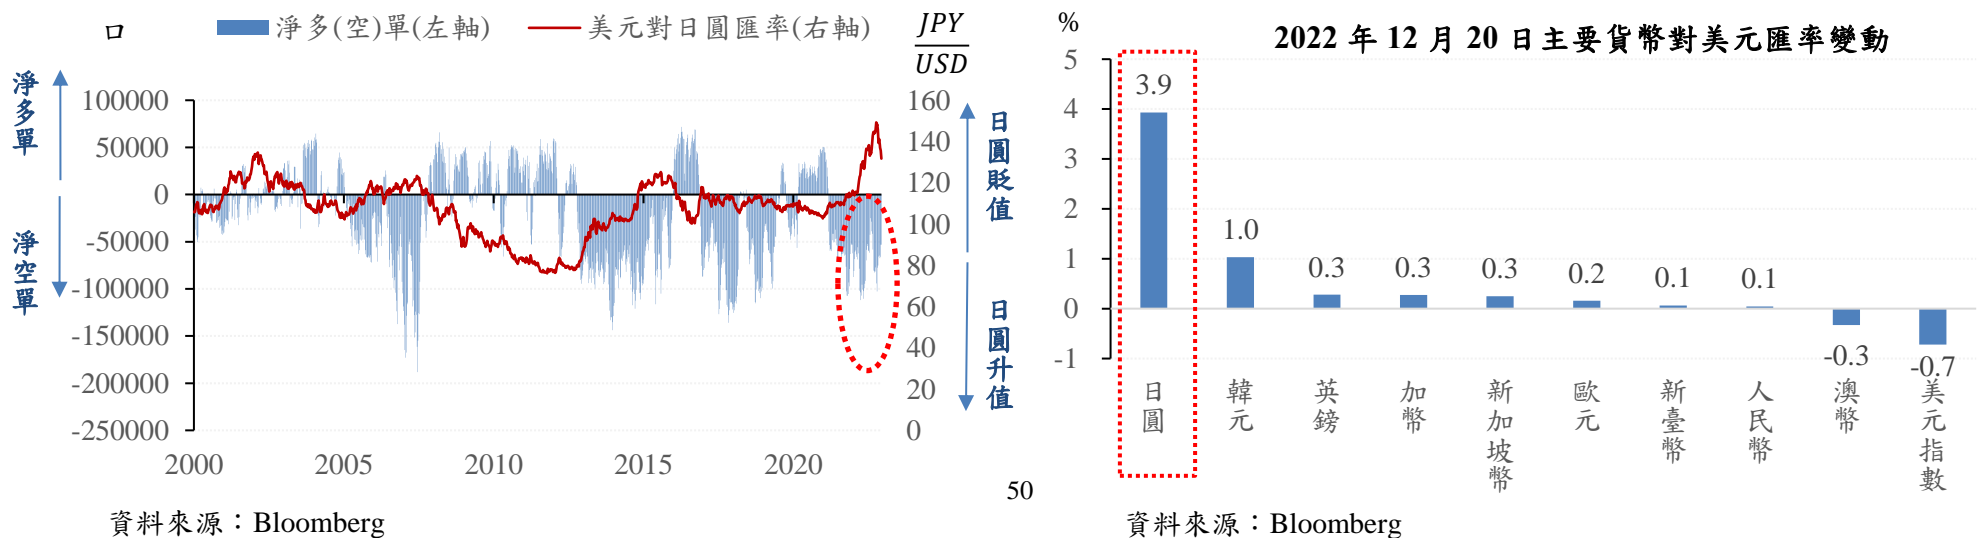 口
淨多(空)單(左軸)
美元對日圓匯率(右軸)
JPY
USD
淨多單
淨空單
100000
50000
0
-50000
-100000
-150000
-200000
-250000
160
140
120
100
80
60
40
20
0
日圓貶值
日圓升值
2000
2005
2010
2015
2020
資料來源：Bloomberg
50
%
2022 年 12 月 20 日主要貨幣對美元匯率變動
5
4
3
2
1
0
-1
3.9
1.0
0.3
0.3
0.3
0.2
0.1
0.1
-0.3
-0.7
日圓
韓元
英鎊
加幣
新加坡幣
歐元
新臺幣
人民幣
澳幣
美元指數
資料來源：Bloomberg